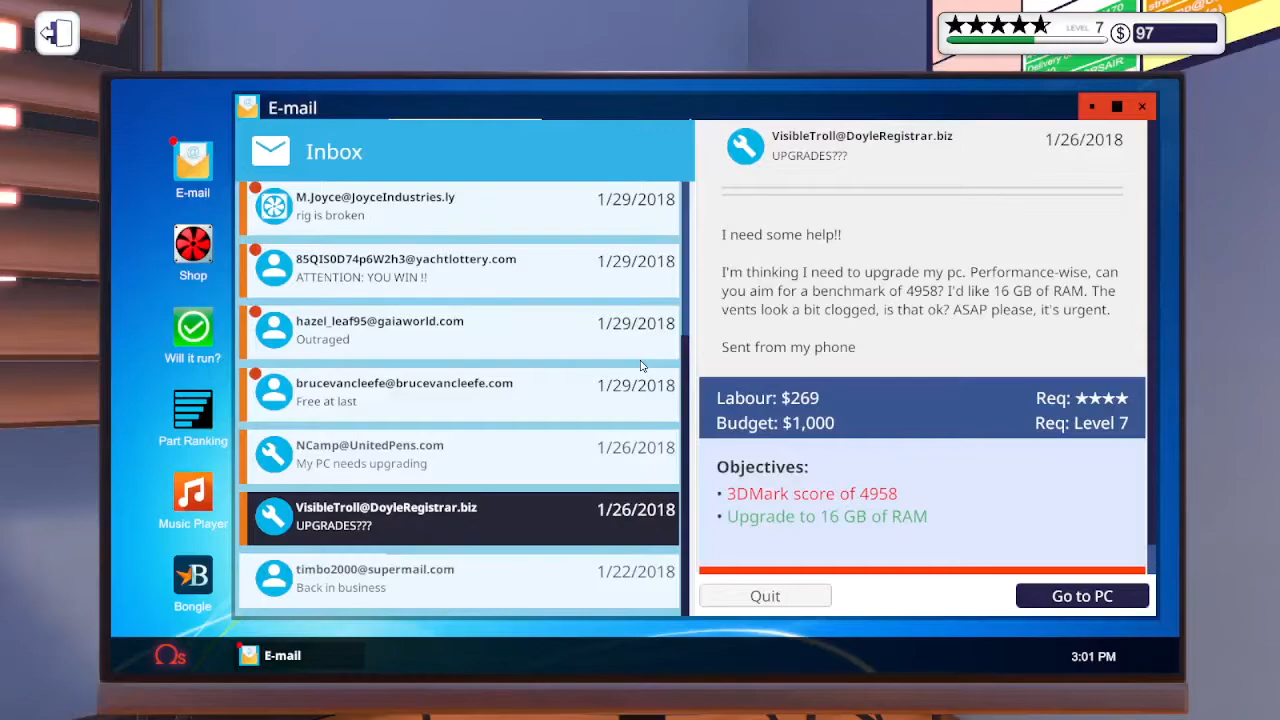 LEVEL 7
$ 97
E-mail
Inbox
M.Joyce@JoyceIndustries.ly 1/29/2018
rig is broken
85QIS0D74p6W2h3@yachtlottery.com 1/29/2018
ATTENTION: YOU WIN !!
hazel_leaf95@gaiaworld.com 1/29/2018
Outraged
brucevancleefe@brucevancleefe.com 1/29/2018
Free at last
NCamp@UnitedPens.com 1/26/2018
My PC needs upgrading
VisibleTroll@DoyleRegistrar.biz 1/26/2018
UPGRADES???
timbo2000@supermail.com 1/22/2018
Back in business
VisibleTroll@DoyleRegistrar.biz 1/26/2018
UPGRADES???
I need some help!!
I'm thinking I need to upgrade my pc. Performance-wise, can
you aim for a benchmark of 4958? I'd like 16 GB of RAM. The
vents look a bit clogged, is that ok? ASAP please, it's urgent.
Sent from my phone
Labour: $269 Req: ★★★★
Budget: $1,000 Req: Level 7
Objectives:
• 3DMark score of 4958
• Upgrade to 16 GB of RAM
Quit
Go to PC
E-mail
Shop
Will it run?
Part Ranking
Music Player
B
Bongle
Ωs
E-mail
3:01 PM